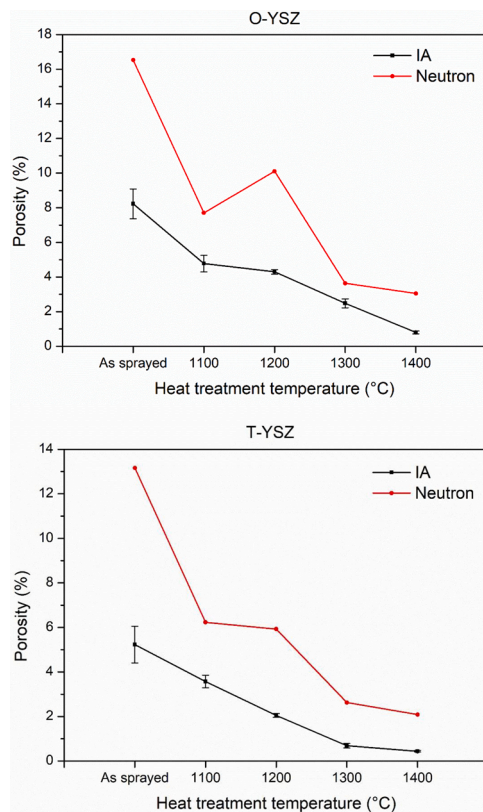 O-YSZ
IA
Neutron
18
16
14
12
10
8
6
4
2
0
Porosity (%)
As sprayed 1100 1200 1300 1400
Heat treatment temperature (°C)
T-YSZ
IA
Neutron
14
12
10
8
6
4
2
0
Porosity (%)
As sprayed 1100 1200 1300 1400
Heat treatment temperature (°C)